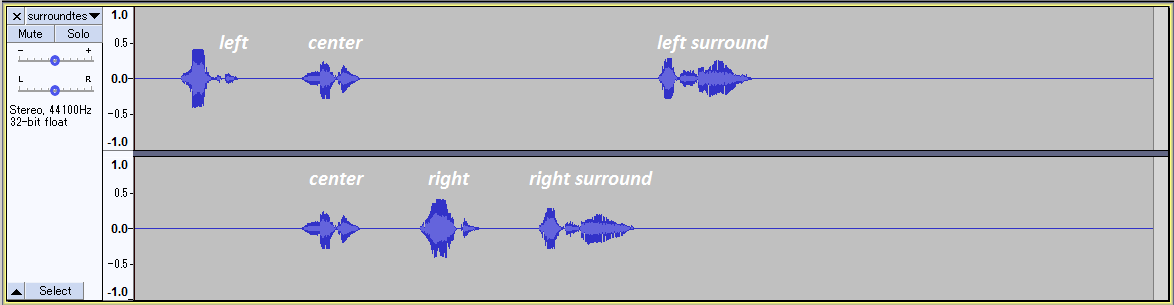 × surroundtes▼
Mute Solo
- +
L R
Stereo, 44100Hz
32-bit float
▲ Select
1.0
0.5-
0.0-
-0.5-
-1.0
left center left surround
1.0
0.5-
0.0-
-0.5-
-1.0
center right right surround